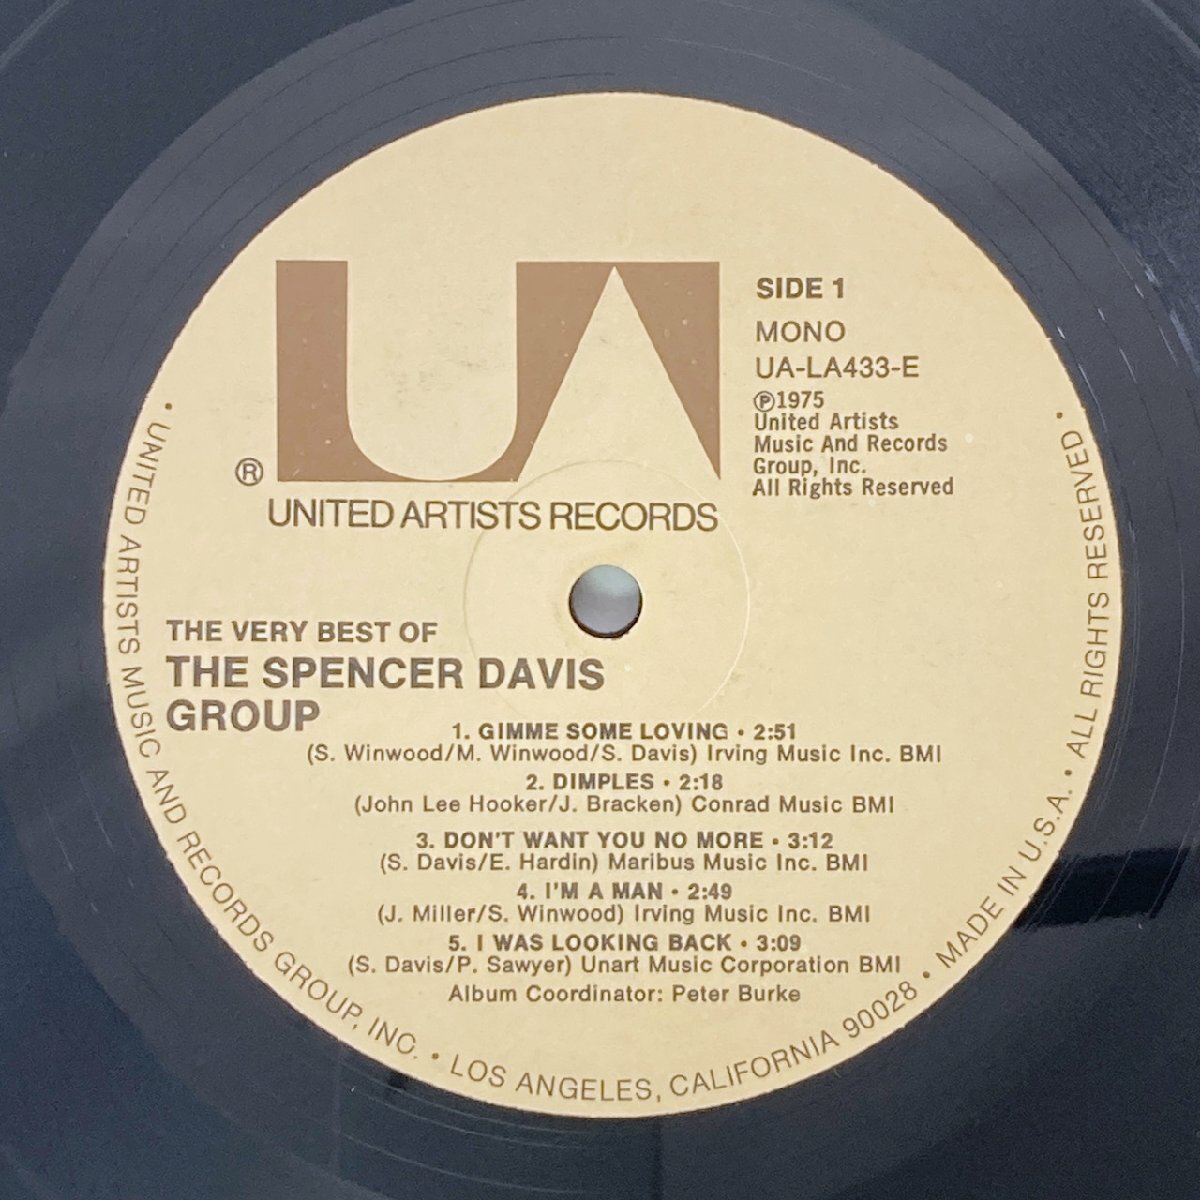 UA
®
UNITED ARTISTS RECORDS
SIDE 1
MONO
UA-LA433-E
℗1975
United Artists
Music And Records
Group, Inc.
All Rights Reserved
THE VERY BEST OF
THE SPENCER DAVIS
GROUP
1. GIMME SOME LOVING • 2:51
(S. Winwood/M. Winwood/S. Davis) Irving Music Inc. BMI
2. DIMPLES • 2:18
(John Lee Hooker/J. Bracken) Conrad Music BMI
3. DON'T WANT YOU NO MORE • 3:12
(S. Davis/E. Hardin) Maribus Music Inc. BMI
4. I'M A MAN • 2:49
(J. Miller/S. Winwood) Irving Music Inc. BMI
5. I WAS LOOKING BACK • 3:09
(S. Davis/P. Sawyer) Unart Music Corporation BMI
Album Coordinator: Peter Burke
• UNITED ARTISTS MUSIC AND RECORDS GROUP, INC. • LOS ANGELES, CALIFORNIA 90028 • MADE IN U.S.A. • ALL RIGHTS RESERVED •